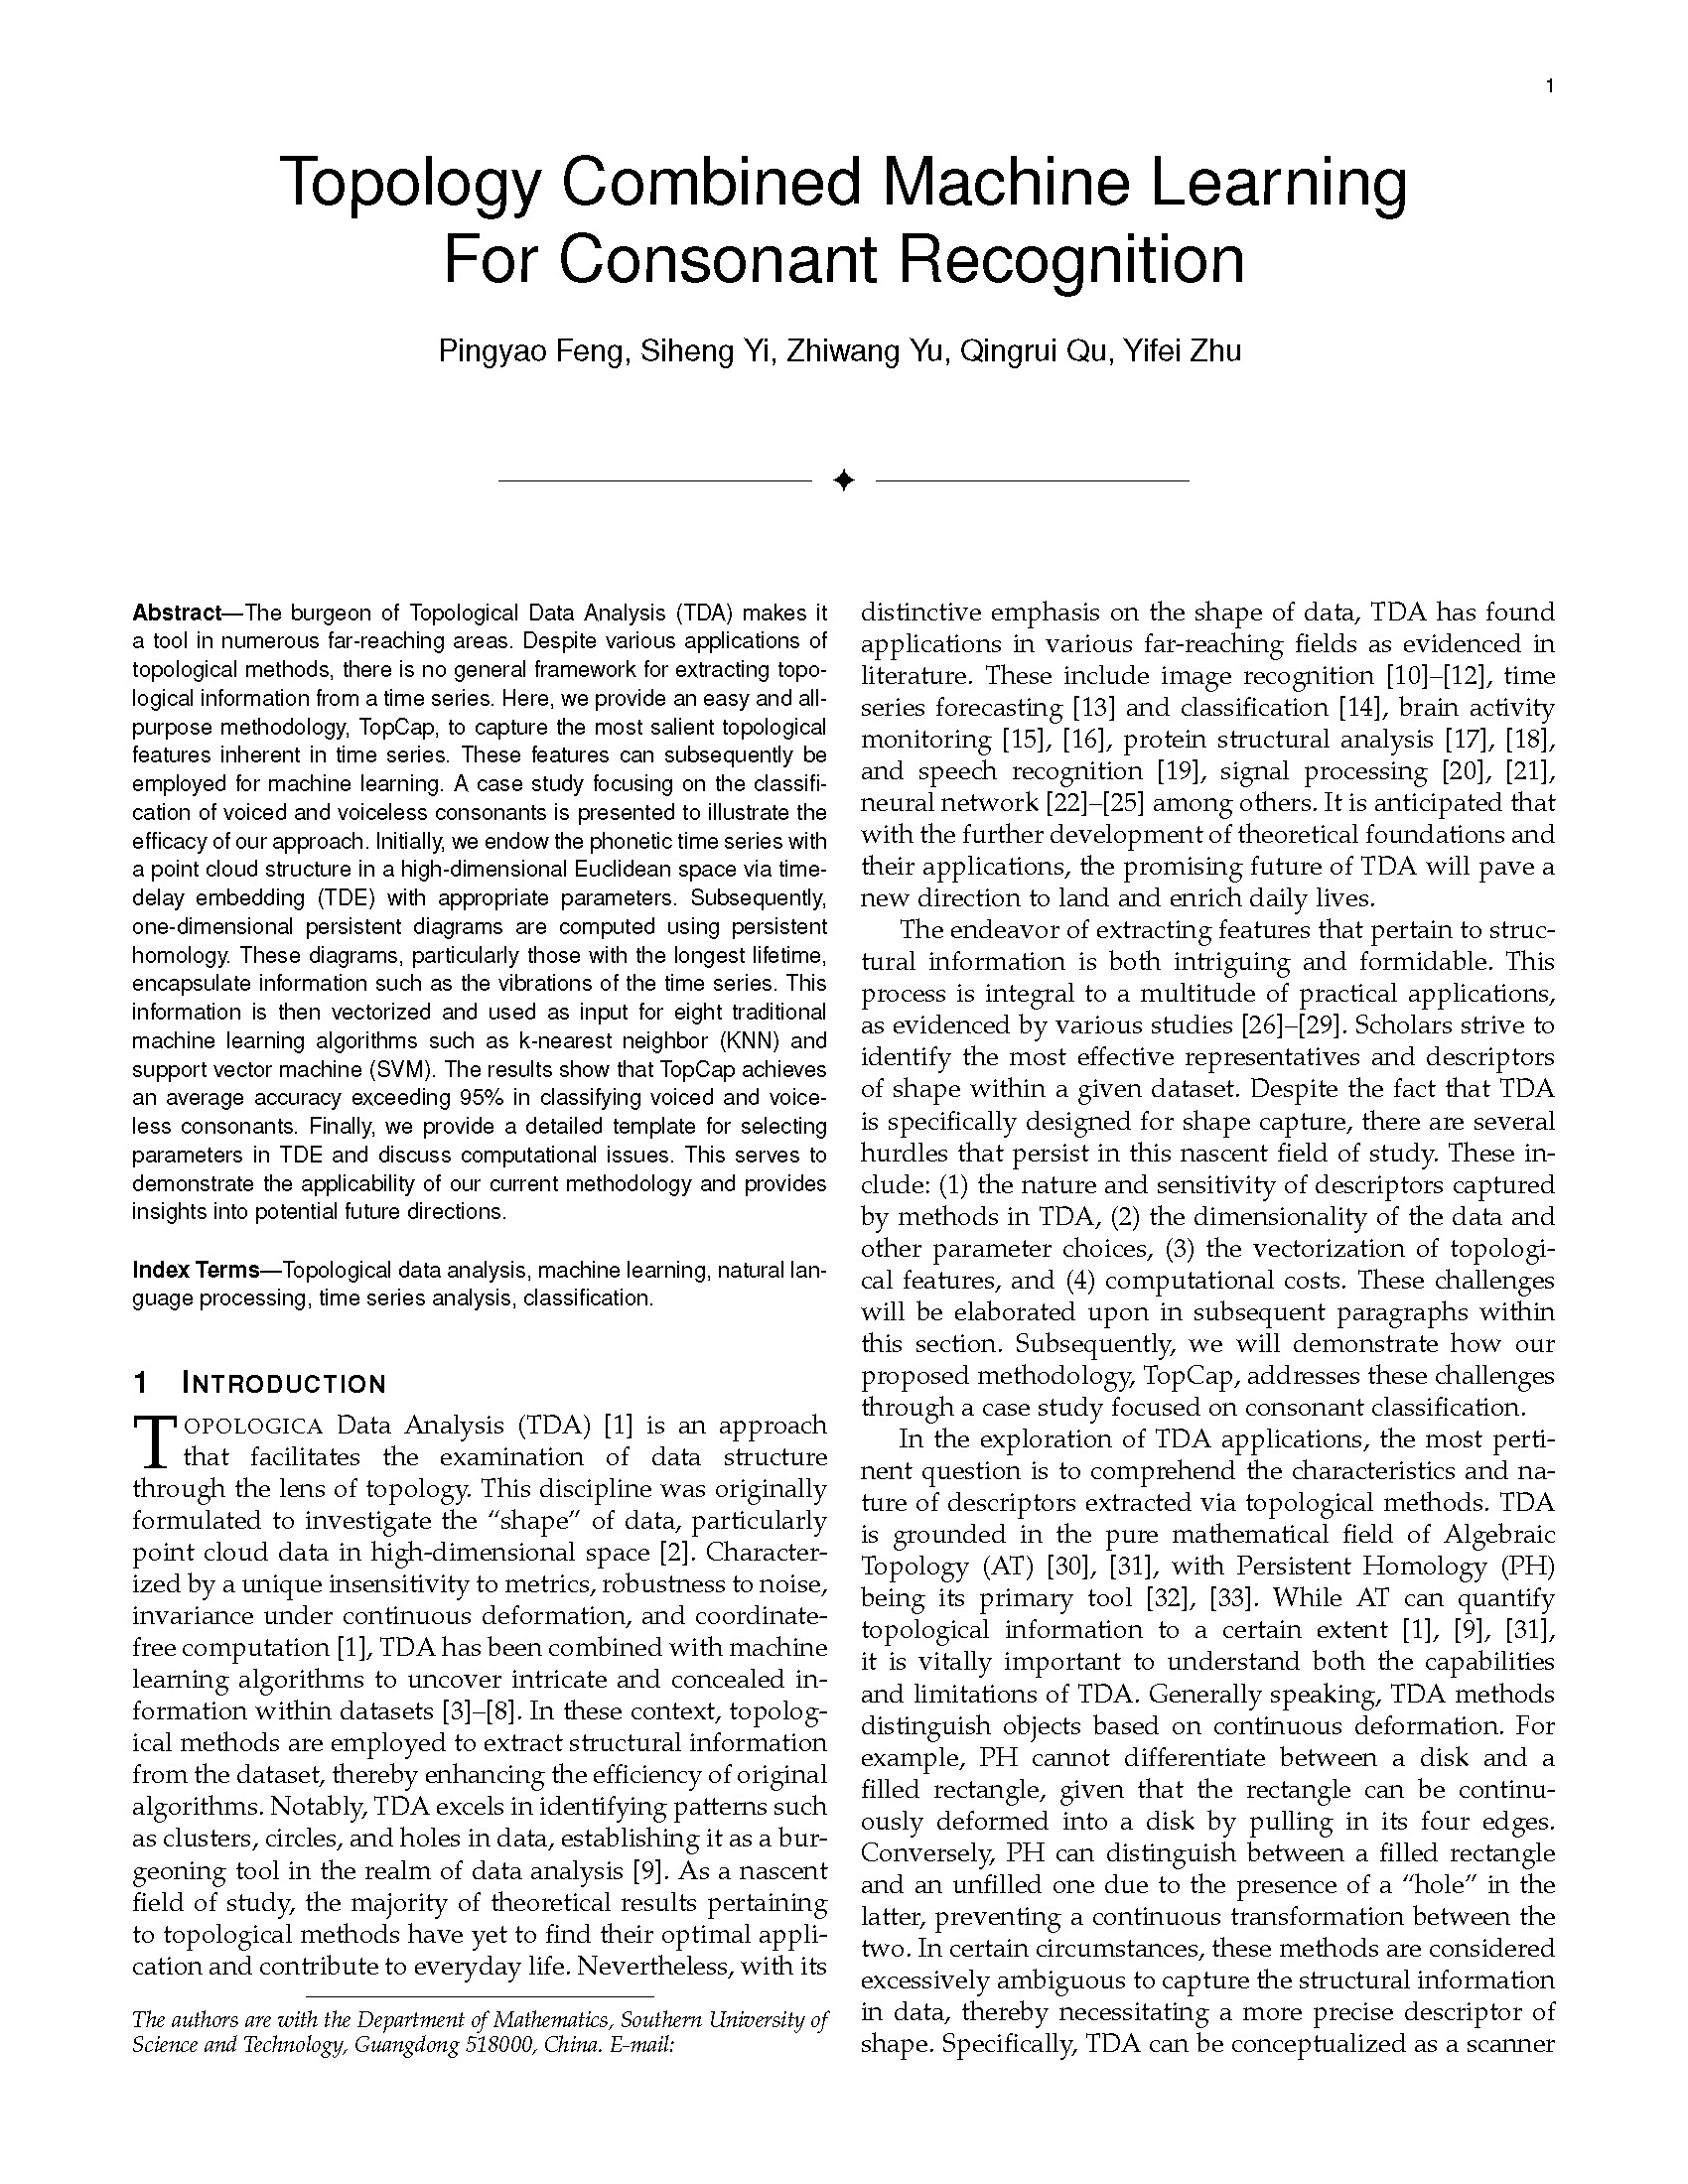 1
Topology Combined Machine Learning
For Consonant Recognition
Pingyao Feng, Siheng Yi, Zhiwang Yu, Qingrui Qu, Yifei Zhu
Abstract—The burgeon of Topological Data Analysis (TDA) makes it
a tool in numerous far-reaching areas. Despite various applications of
topological methods, there is no general framework for extracting topo-
logical information from a time series. Here, we provide an easy and all-
purpose methodology, TopCap, to capture the most salient topological
features inherent in time series. These features can subsequently be
employed for machine learning. A case study focusing on the classifi-
cation of voiced and voiceless consonants is presented to illustrate the
efficacy of our approach. Initially, we endow the phonetic time series with
a point cloud structure in a high-dimensional Euclidean space via time-
delay embedding (TDE) with appropriate parameters. Subsequently,
one-dimensional persistent diagrams are computed using persistent
homology. These diagrams, particularly those with the longest lifetime,
encapsulate information such as the vibrations of the time series. This
information is then vectorized and used as input for eight traditional
machine learning algorithms such as k-nearest neighbor (KNN) and
support vector machine (SVM). The results show that TopCap achieves
an average accuracy exceeding 95% in classifying voiced and voice-
less consonants. Finally, we provide a detailed template for selecting
parameters in TDE and discuss computational issues. This serves to
demonstrate the applicability of our current methodology and provides
insights into potential future directions.
Index Terms—Topological data analysis, machine learning, natural lan-
guage processing, time series analysis, classification.
1 INTRODUCTION
TOPOLOGICA Data Analysis (TDA) [1] is an approach
that facilitates the examination of data structure
through the lens of topology. This discipline was originally
formulated to investigate the “shape” of data, particularly
point cloud data in high-dimensional space [2]. Character-
ized by a unique insensitivity to metrics, robustness to noise,
invariance under continuous deformation, and coordinate-
free computation [1], TDA has been combined with machine
learning algorithms to uncover intricate and concealed in-
formation within datasets [3]–[8]. In these context, topolog-
ical methods are employed to extract structural information
from the dataset, thereby enhancing the efficiency of original
algorithms. Notably, TDA excels in identifying patterns such
as clusters, circles, and holes in data, establishing it as a bur-
geoning tool in the realm of data analysis [9]. As a nascent
field of study, the majority of theoretical results pertaining
to topological methods have yet to find their optimal appli-
cation and contribute to everyday life. Nevertheless, with its
The authors are with the Department of Mathematics, Southern University of
Science and Technology, Guangdong 518000, China. E-mail:
distinctive emphasis on the shape of data, TDA has found
applications in various far-reaching fields as evidenced in
literature. These include image recognition [10]–[12], time
series forecasting [13] and classification [14], brain activity
monitoring [15], [16], protein structural analysis [17], [18],
and speech recognition [19], signal processing [20], [21],
neural network [22]–[25] among others. It is anticipated that
with the further development of theoretical foundations and
their applications, the promising future of TDA will pave a
new direction to land and enrich daily lives.
The endeavor of extracting features that pertain to struc-
tural information is both intriguing and formidable. This
process is integral to a multitude of practical applications,
as evidenced by various studies [26]–[29]. Scholars strive to
identify the most effective representatives and descriptors
of shape within a given dataset. Despite the fact that TDA
is specifically designed for shape capture, there are several
hurdles that persist in this nascent field of study. These in-
clude: (1) the nature and sensitivity of descriptors captured
by methods in TDA, (2) the dimensionality of the data and
other parameter choices, (3) the vectorization of topologi-
cal features, and (4) computational costs. These challenges
will be elaborated upon in subsequent paragraphs within
this section. Subsequently, we will demonstrate how our
proposed methodology, TopCap, addresses these challenges
through a case study focused on consonant classification.
In the exploration of TDA applications, the most perti-
nent question is to comprehend the characteristics and na-
ture of descriptors extracted via topological methods. TDA
is grounded in the pure mathematical field of Algebraic
Topology (AT) [30], [31], with Persistent Homology (PH)
being its primary tool [32], [33]. While AT can quantify
topological information to a certain extent [1], [9], [31],
it is vitally important to understand both the capabilities
and limitations of TDA. Generally speaking, TDA methods
distinguish objects based on continuous deformation. For
example, PH cannot differentiate between a disk and a
filled rectangle, given that the rectangle can be continu-
ously deformed into a disk by pulling in its four edges.
Conversely, PH can distinguish between a filled rectangle
and an unfilled one due to the presence of a “hole” in the
latter, preventing a continuous transformation between the
two. In certain circumstances, these methods are considered
excessively ambiguous to capture the structural information
in data, thereby necessitating a more precise descriptor of
shape. Specifically, TDA can be conceptualized as a scanner